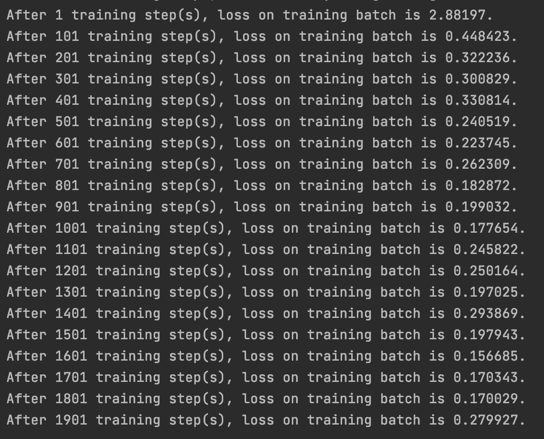 After 1 training step(s), loss on training batch is 2.88197.
After 101 training step(s), loss on training batch is 0.448423.
After 201 training step(s), loss on training batch is 0.322236.
After 301 training step(s), loss on training batch is 0.300829.
After 401 training step(s), loss on training batch is 0.330814.
After 501 training step(s), loss on training batch is 0.240519.
After 601 training step(s), loss on training batch is 0.223745.
After 701 training step(s), loss on training batch is 0.262309.
After 801 training step(s), loss on training batch is 0.182872.
After 901 training step(s), loss on training batch is 0.199032.
After 1001 training step(s), loss on training batch is 0.177654.
After 1101 training step(s), loss on training batch is 0.245822.
After 1201 training step(s), loss on training batch is 0.250164.
After 1301 training step(s), loss on training batch is 0.197025.
After 1401 training step(s), loss on training batch is 0.293869.
After 1501 training step(s), loss on training batch is 0.197943.
After 1601 training step(s), loss on training batch is 0.156685.
After 1701 training step(s), loss on training batch is 0.170343.
After 1801 training step(s), loss on training batch is 0.170029.
After 1901 training step(s), loss on training batch is 0.279927.